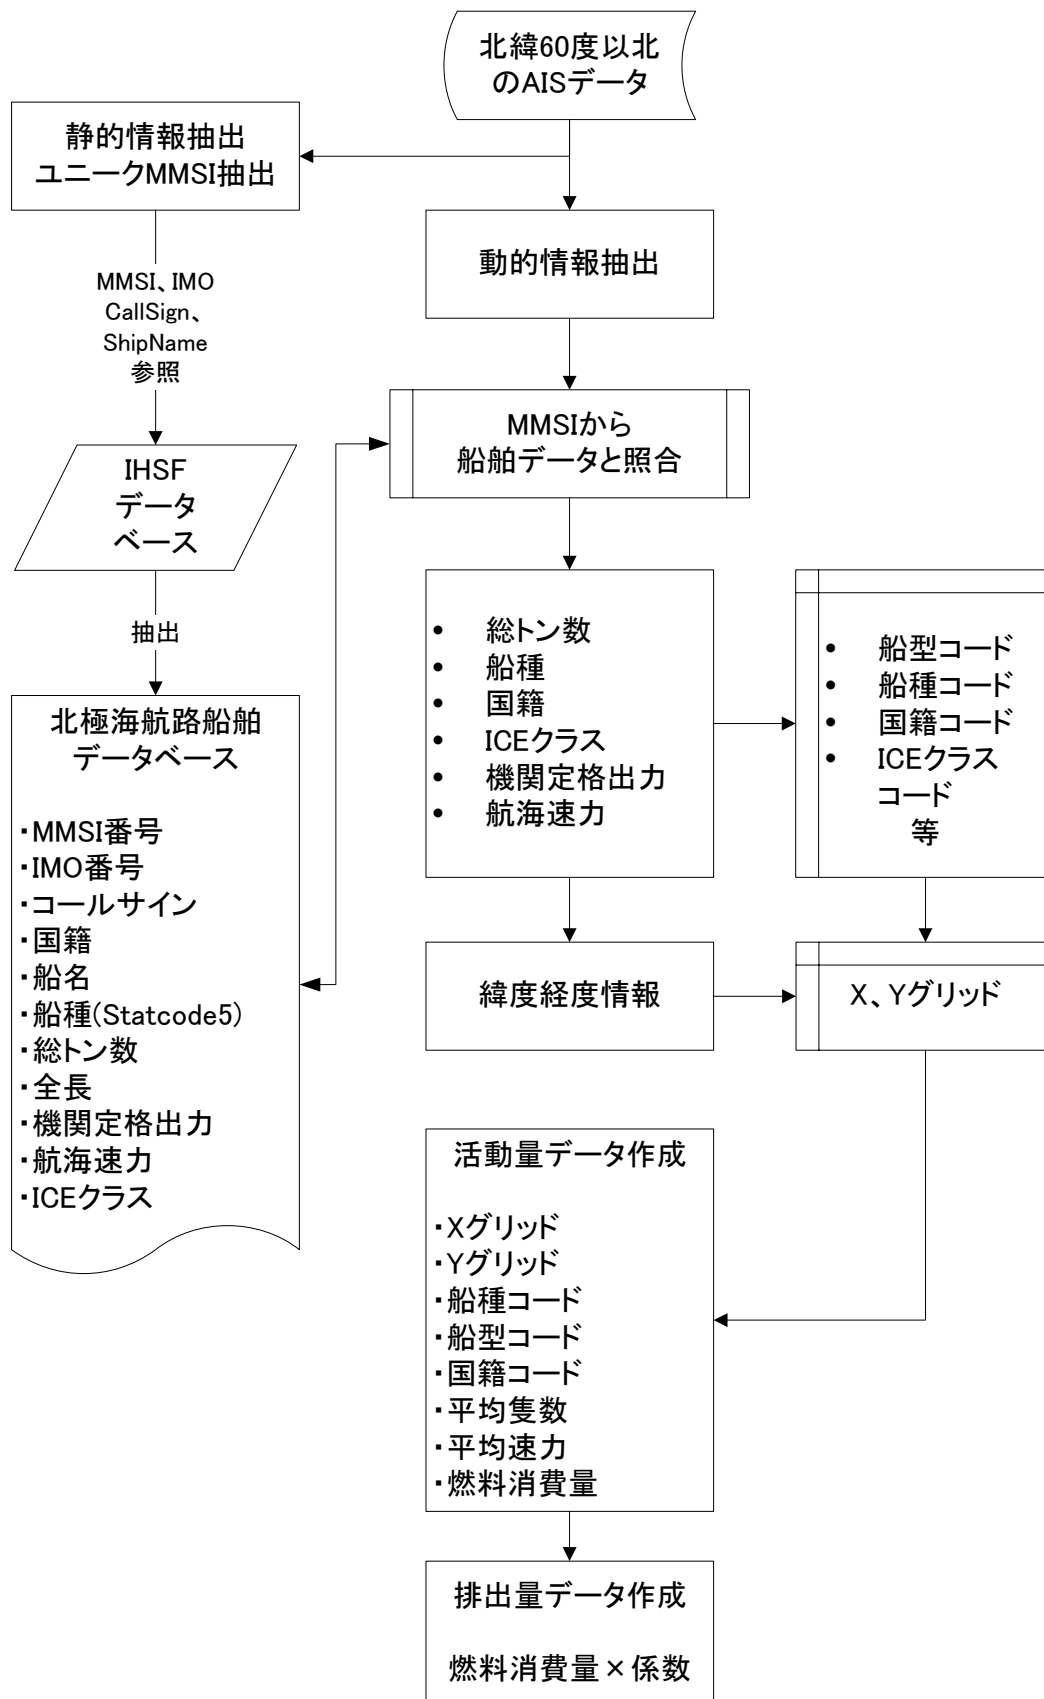 北緯60度以北
のAISデータ
静的情報抽出
ユニークMMSI抽出
動的情報抽出
MMSI、IMO
CallSign、
ShipName
参照
MMSIから
船舶データと照合
IHSF
データ
ベース
抽出
• 総トン数
• 船種
• 国籍
• ICEクラス
• 機関定格出力
• 航海速力
• 船型コード
• 船種コード
• 国籍コード
• ICEクラス
コード
等
北極海航路船舶
データベース
・MMSI番号
・IMO番号
・コールサイン
・国籍
・船名
・船種(Statcode5)
・総トン数
・全長
・機関定格出力
・航海速力
・ICEクラス
緯度経度情報
X、Yグリッド
活動量データ作成
・Xグリッド
・Yグリッド
・船種コード
・船型コード
・国籍コード
・平均隻数
・平均速力
・燃料消費量
排出量データ作成
燃料消費量×係数